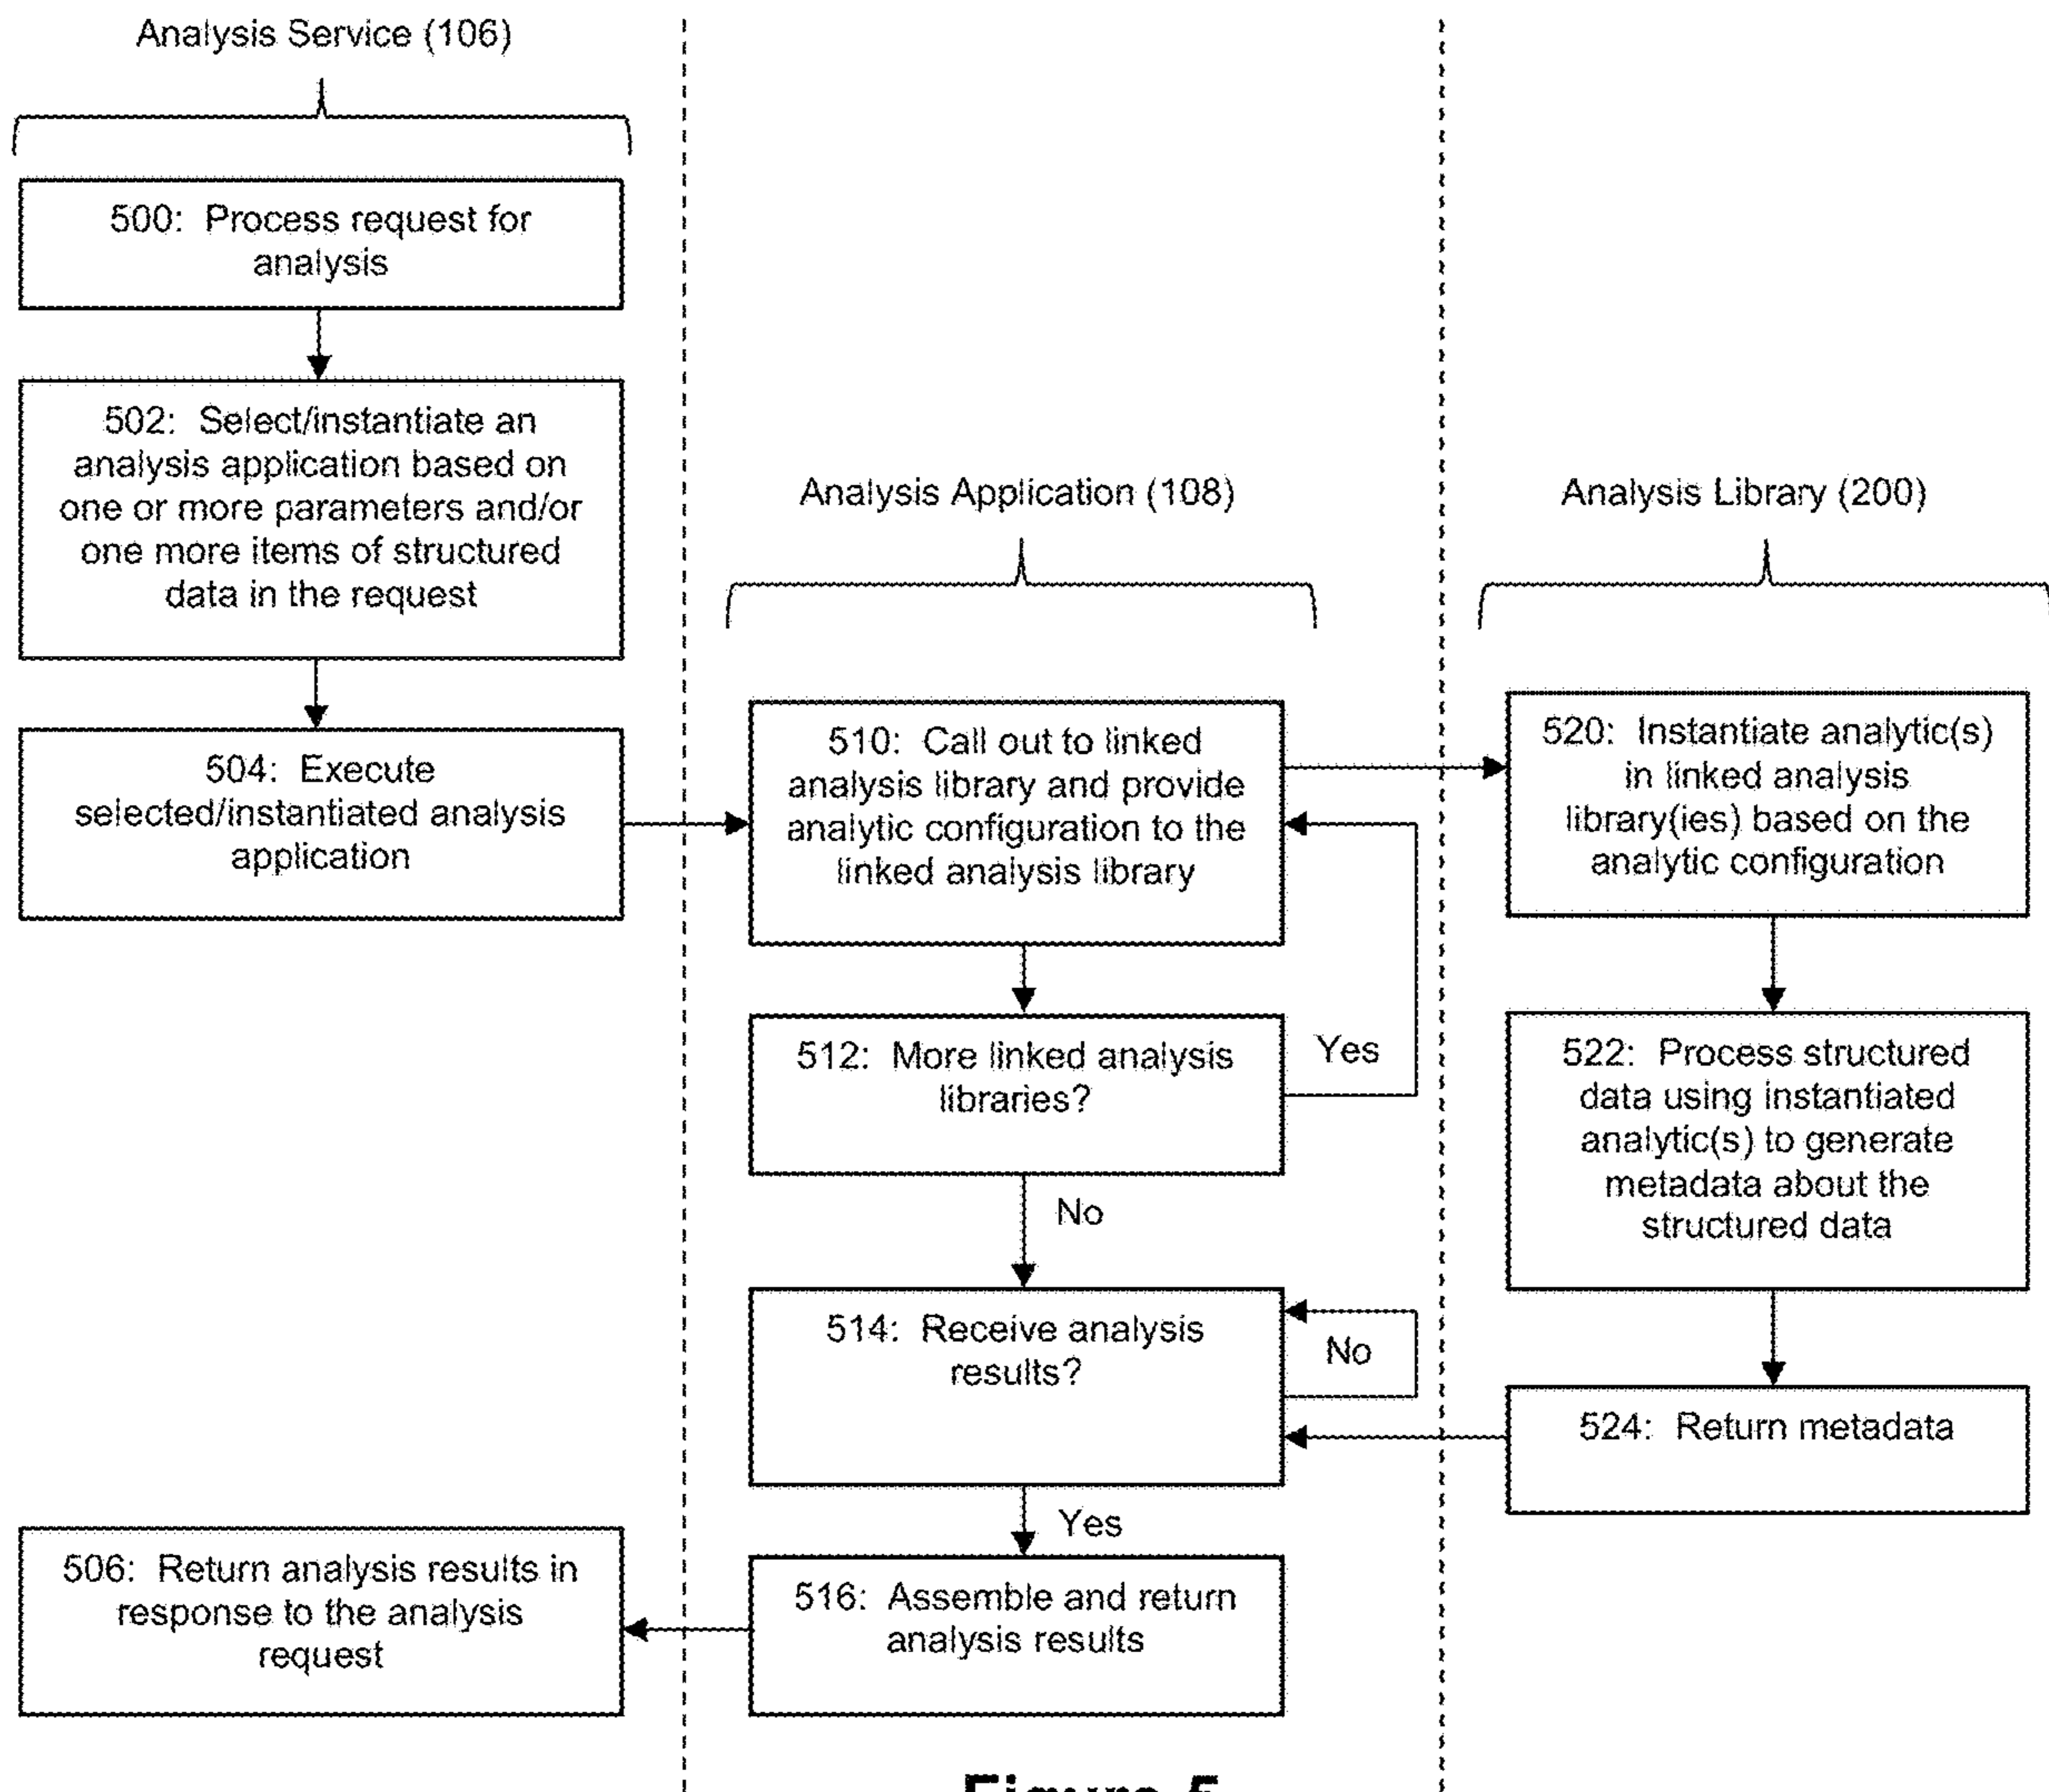 Analysis Service (106)
500: Process request for
analysis
502: Select/instantiate an
analysis application based on
one or more parameters and/or
one more items of structured
data in the request
504: Execute
selected/instantiated analysis
application
506: Return analysis results in
response to the analysis
request
Analysis Application (108)
510: Call out to linked
analysis library and provide
analytic configuration to the
linked analysis library
512: More linked analysis
libraries?
Yes
No
514: Receive analysis
results?
No
Yes
516: Assemble and return
analysis results
Analysis Library (200)
520: Instantiate analytic(s)
in linked analysis
library(ies) based on the
analytic configuration
522: Process structured
data using instantiated
analytic(s) to generate
metadata about the
structured data
524: Return metadata
Figure 5